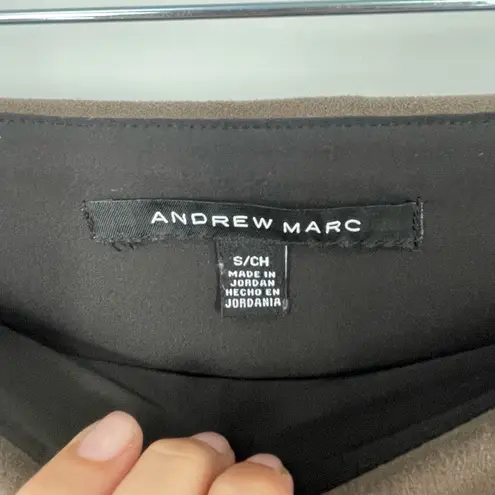 ANDREW MARC
S/CH
MADE IN
JORDAN
HECHO EN
JORDANIA